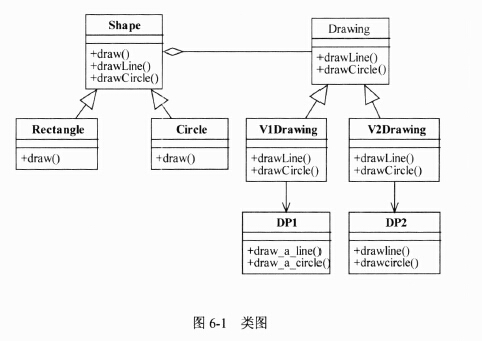 Shape
+draw()
+drawLine()
+drawCircle()
Drawing
+drawLine()
+drawCircle()
Rectangle
+draw()
Circle
+draw()
V1Drawing
+drawLine()
+drawCircle()
V2Drawing
+drawLine()
+drawCircle()
DP1
+draw_a_line()
+draw_a_circle()
DP2
+drawline()
+drawcircle()
图 6-1 类图